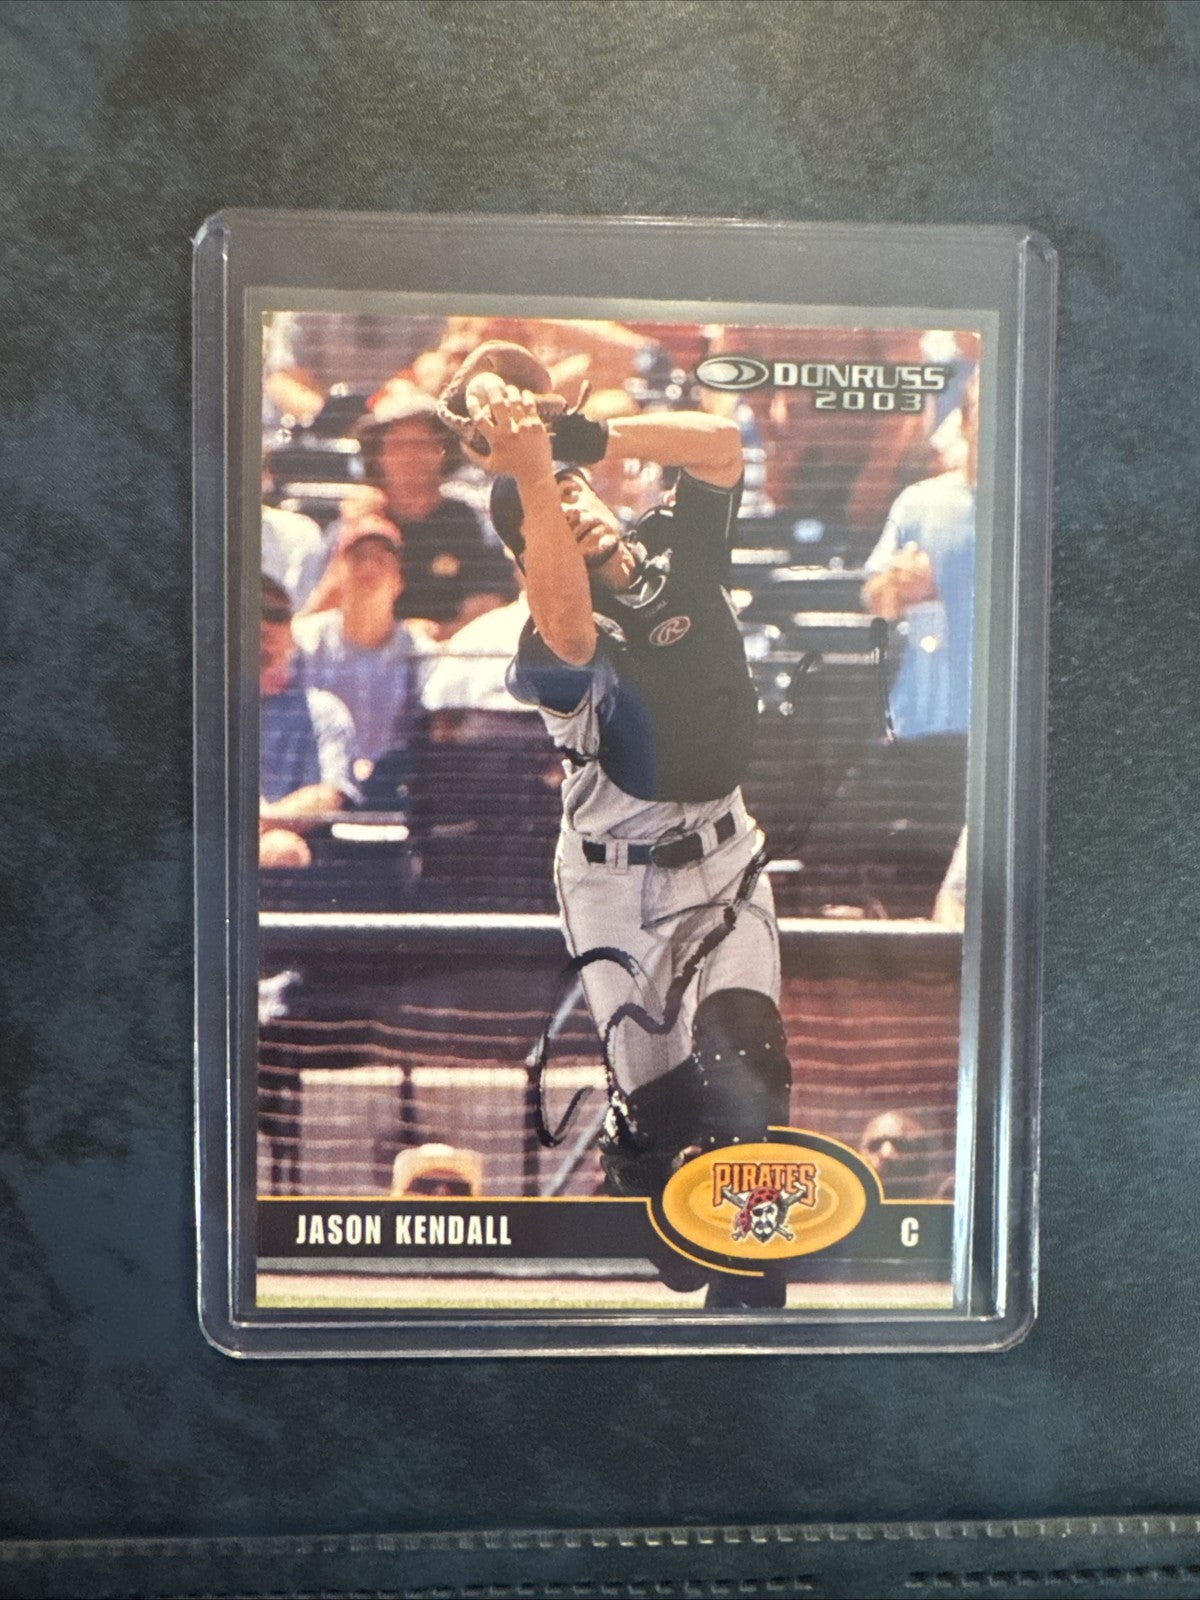 DONRUSS
2003
R
PIRATES
JASON KENDALL
C